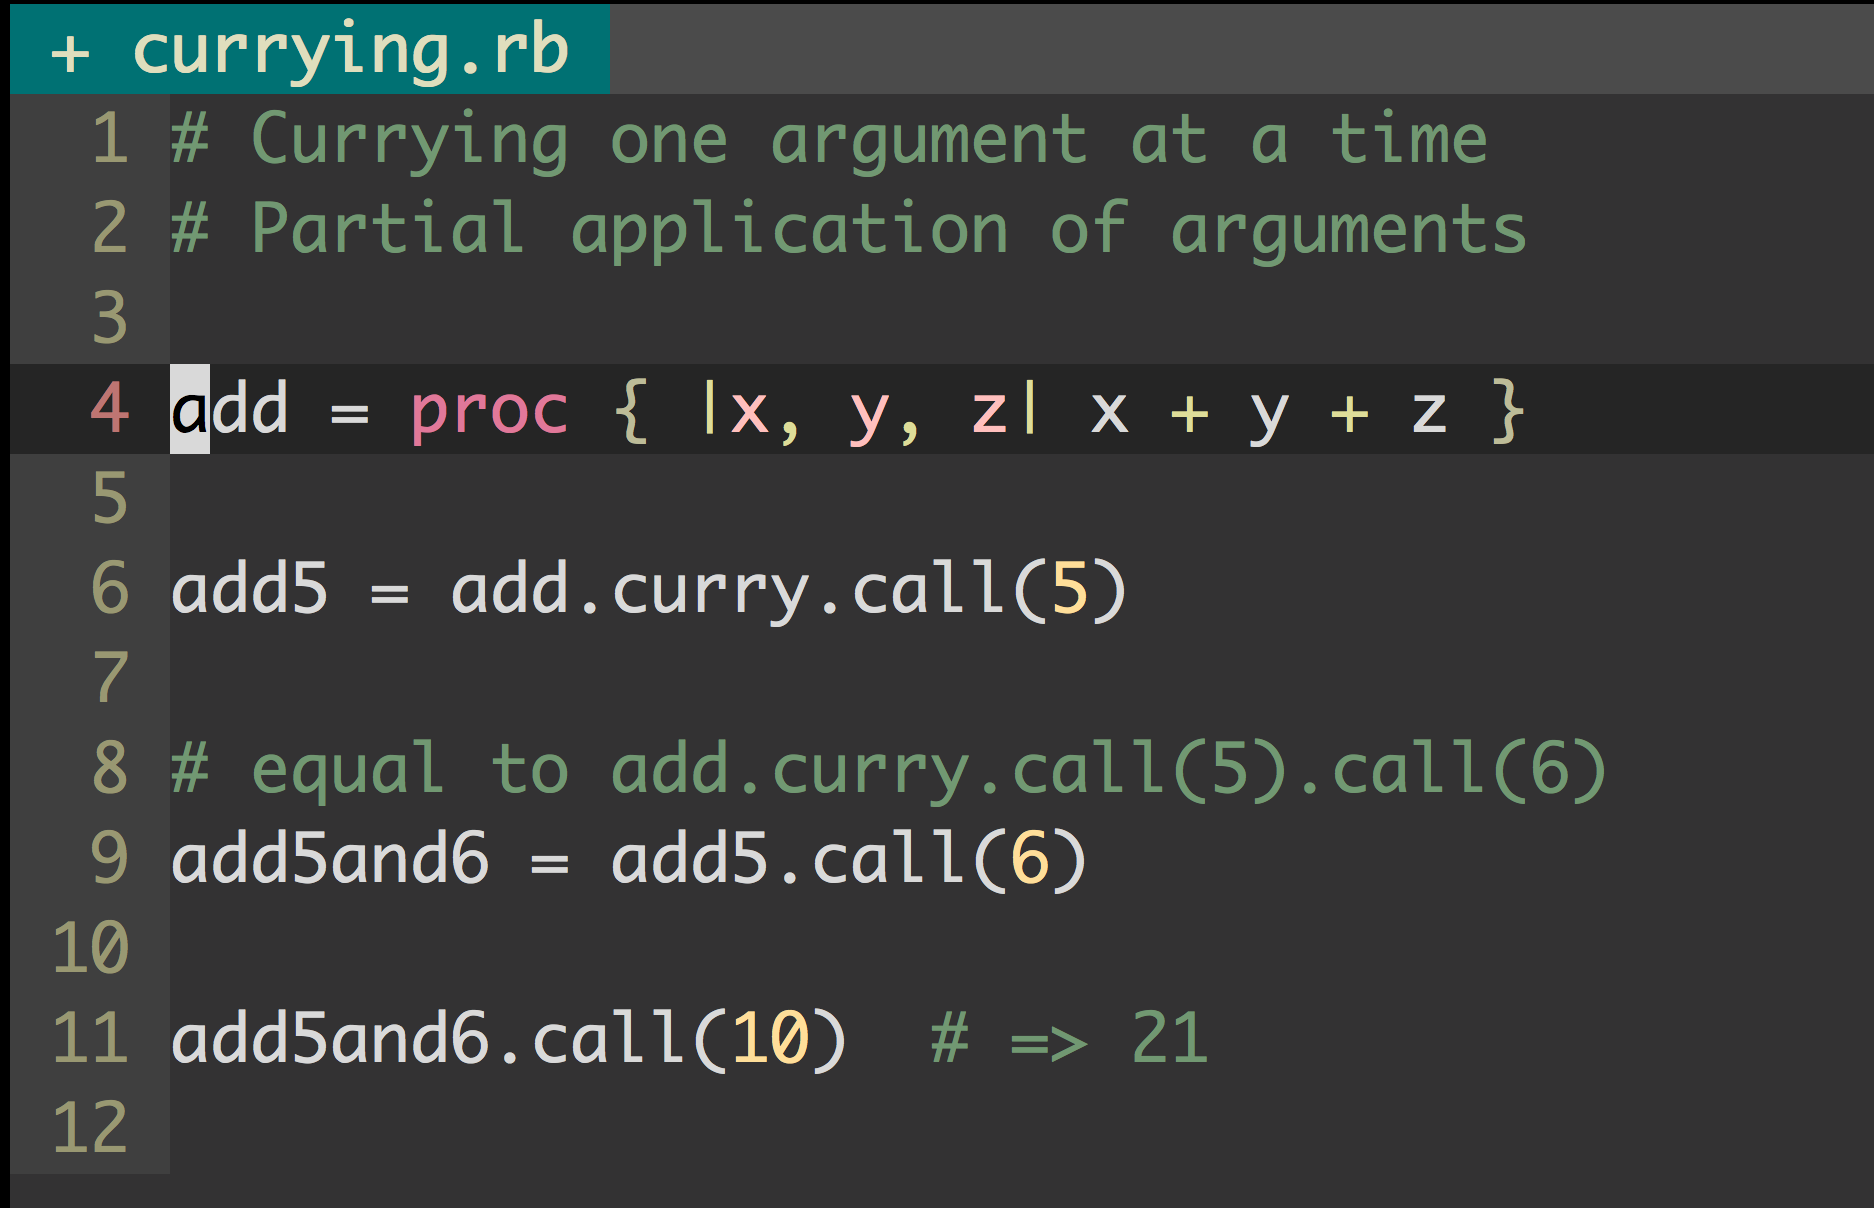 + currying.rb
1 # Currying one argument at a time
2 # Partial application of arguments
3
4 add = proc { |x, y, z| x + y + z }
5
6 add5 = add.curry.call(5)
7
8 # equal to add.curry.call(5).call(6)
9 add5and6 = add5.call(6)
10
11 add5and6.call(10)  # => 21
12